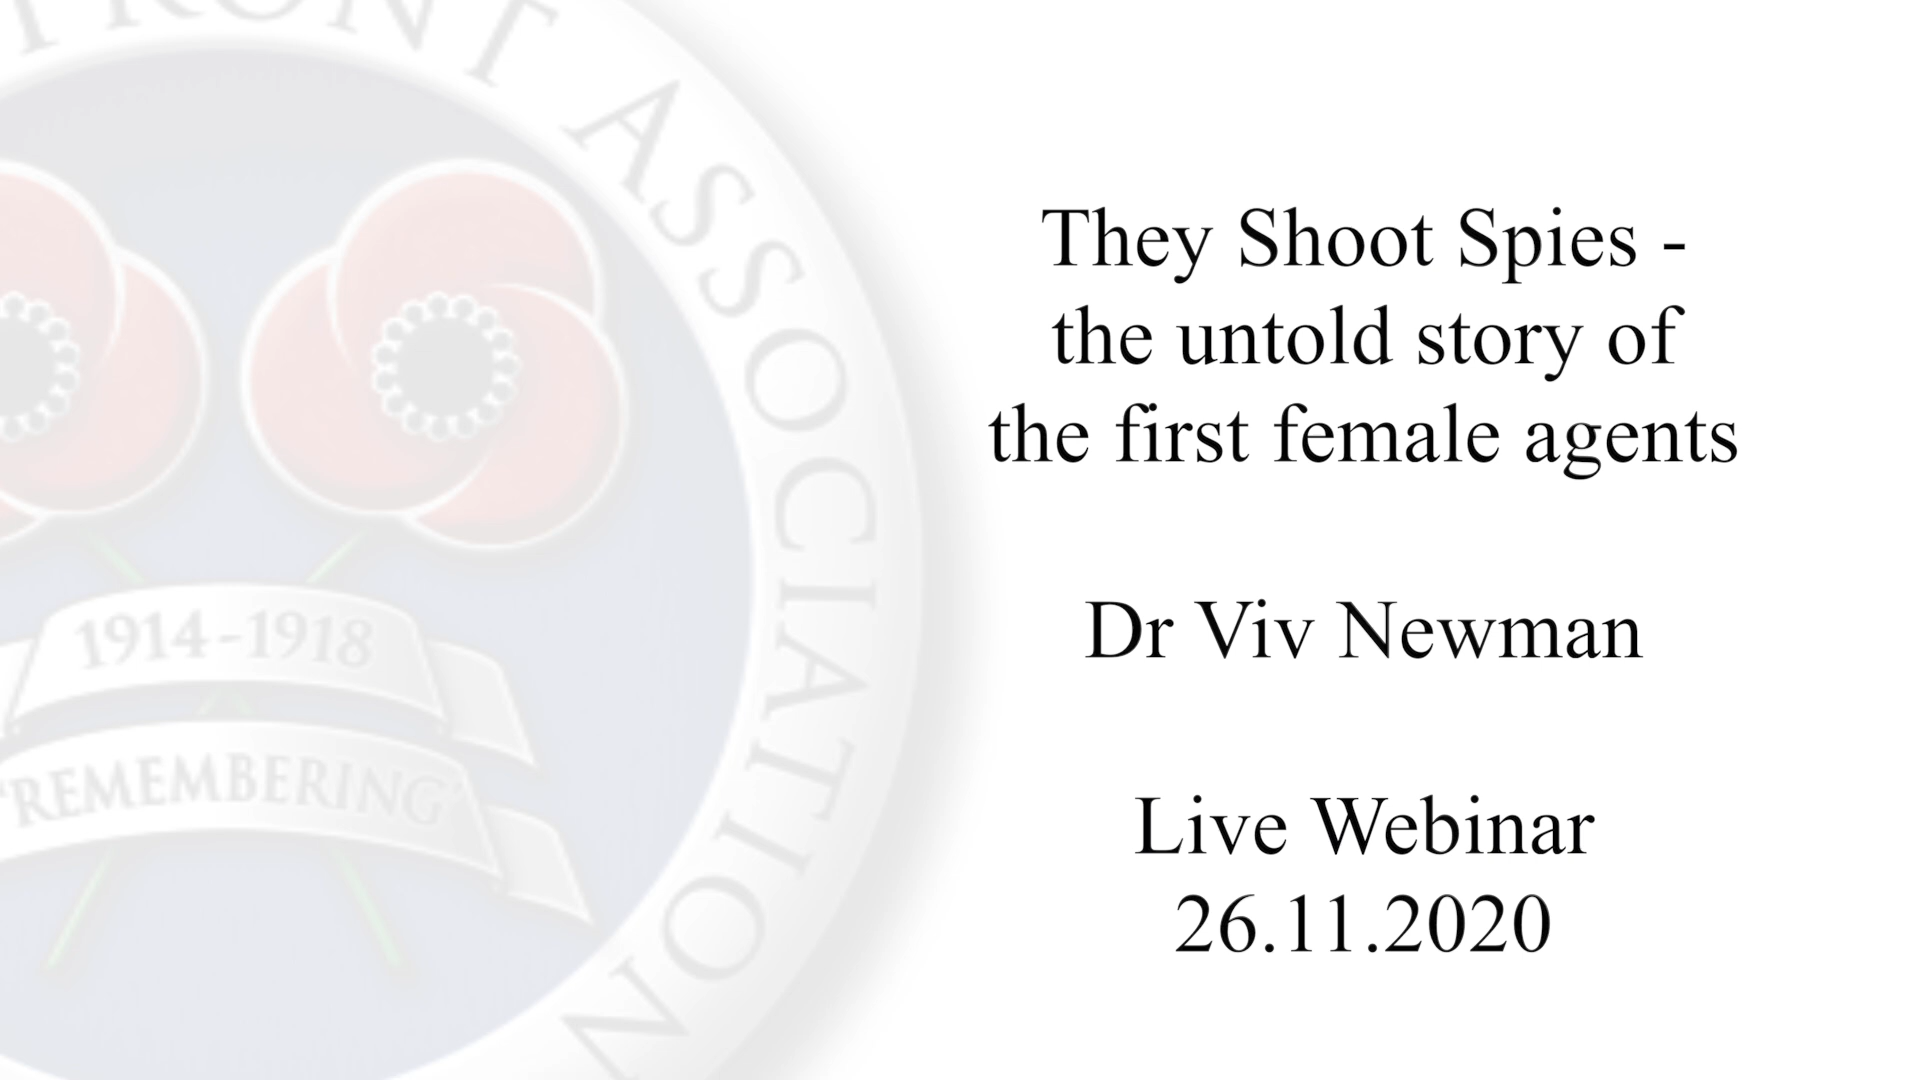 FRONT ASSOCIATION
1914-1918
'REMEMBERING'
They Shoot Spies -
the untold story of
the first female agents
Dr Viv Newman
Live Webinar
26.11.2020